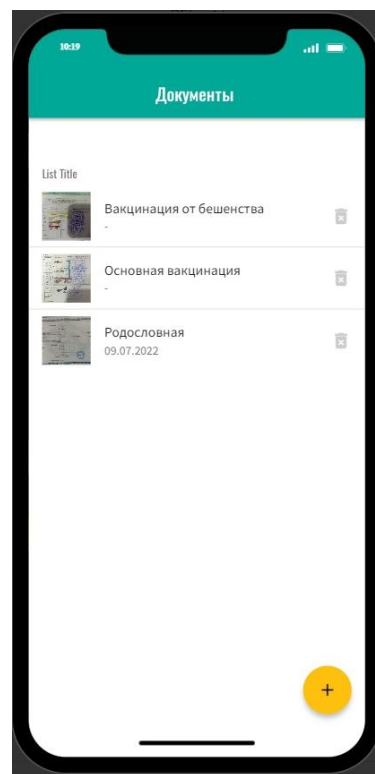 10:19
Документы
List Title
Вакцинация от бешенства
-
Основная вакцинация
-
Родословная
09.07.2022
+